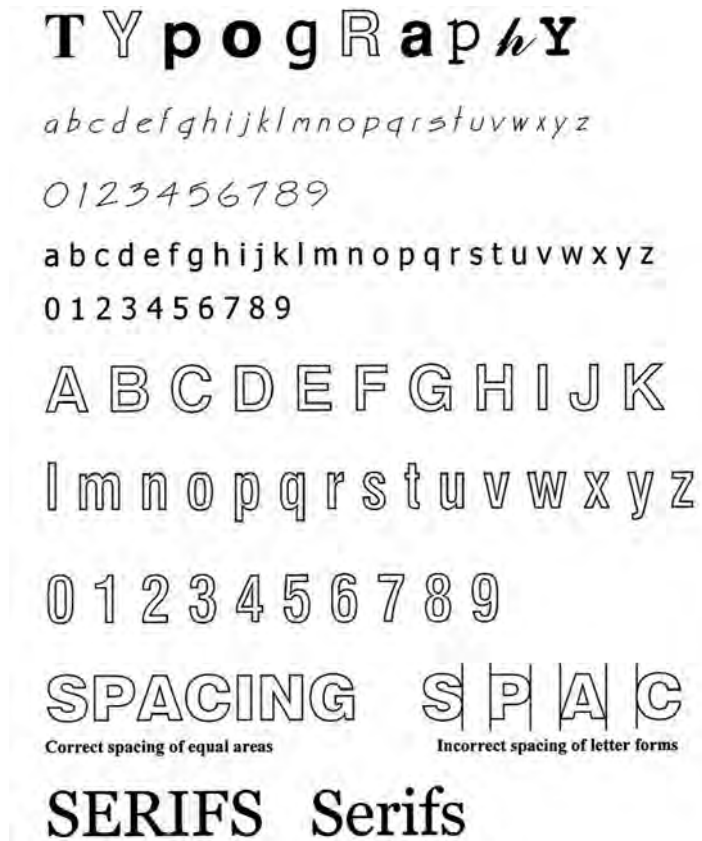 TYpogRaphY
abcdefghijklmnopqrstuvwxyz
0123456789
abcdefghijklmnopqrstuvwxyz
0123456789
ABCDEFGHIJK
lmnopqrstuvwxyz
0123456789
SPACING SPAC
Correct spacing of equal areas Incorrect spacing of letter forms
SERIFS Serifs